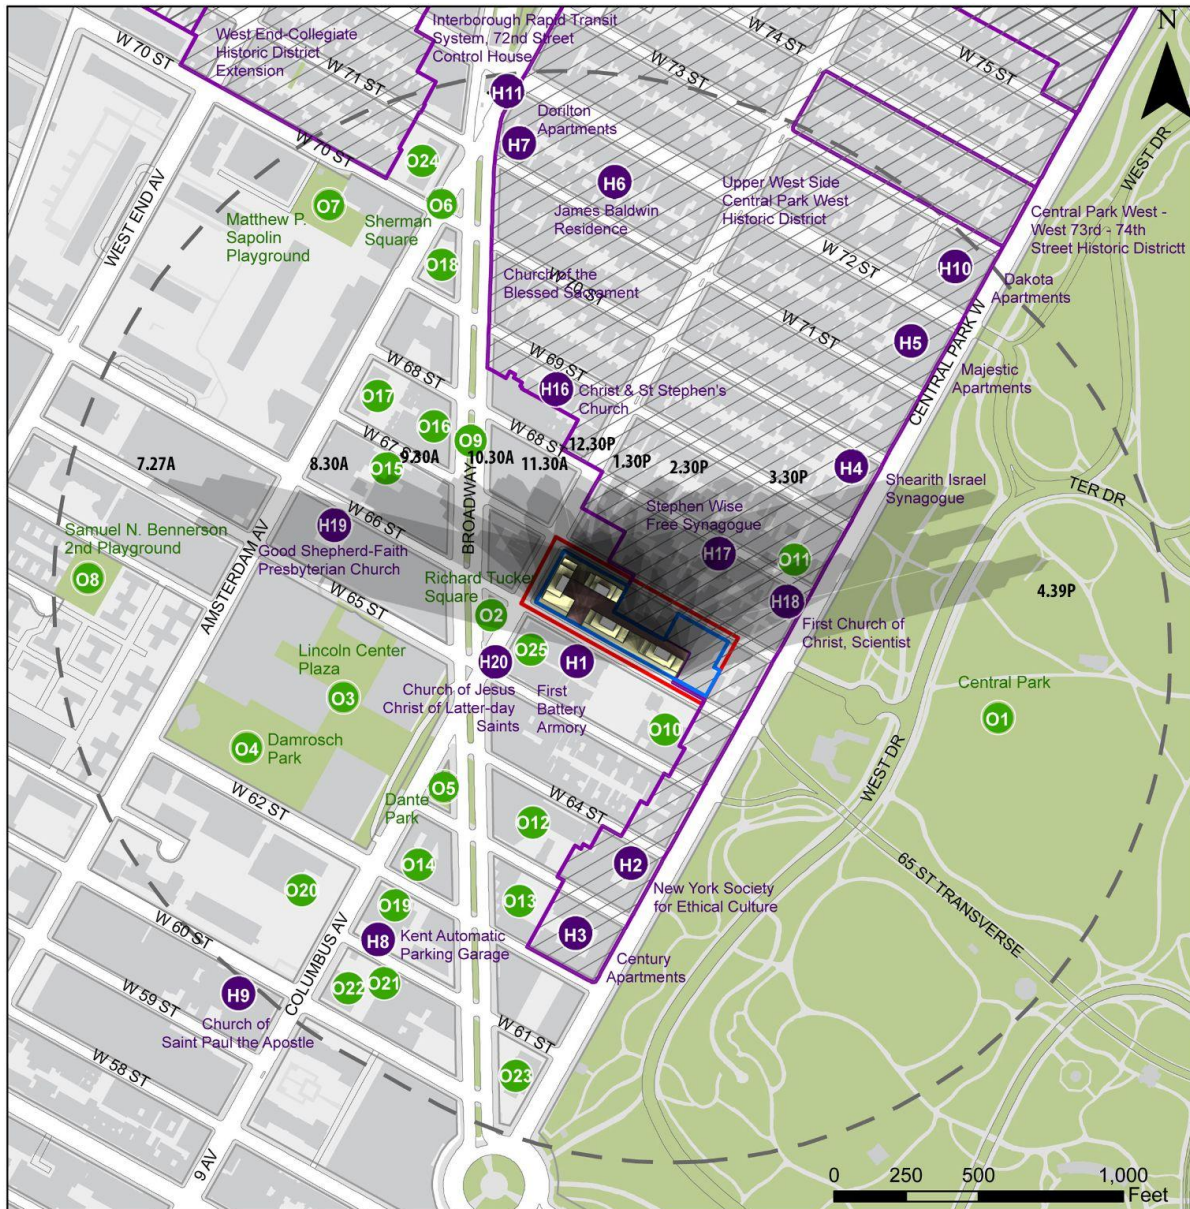 W 70 ST
West End-Collegiate
Historic District
Extension
W 71 ST
Interborough Rapid Transit
System, 72nd Street
Control House
W 74 ST
W 73 ST
W 75 ST
N
H11
Dorilton
Apartments
H7
W 70 ST
O24
WEST DR
H6
James Baldwin
Residence
Upper West Side
Central Park West
Historic District
Central Park West -
West 73rd - 74th
Street Historic Districtt
WEST END AV
Matthew P.
Sapolin
Playground
O7
Sherman
Square
O6
O18
Church of the
Blessed Sacrament
W 70 ST
W 72 ST
H10
Dakota
Apartments
W 71 ST
H5
CENTRAL PARK W
Majestic
Apartments
W 69 ST
W 68 ST
H16
Christ & St Stephen's
Church
O17
O16
O9
W 68 ST
W 67 ST
O15
7.27A
8.30A
9.30A
10.30A
11.30A
12.30P
1.30P
2.30P
3.30P
H4
Shearith Israel
Synagogue
TER DR
BROADWAY
Samuel N. Bennerson
2nd Playground
O8
H19
W 66 ST
Good Shepherd-Faith
Presbyterian Church
AMSTERDAM AV
Stephen Wise
Free Synagogue
H17
O11
H18
First Church of
Christ, Scientist
4.39P
W 65 ST
Richard Tucker
Square
O2
O25
H20
H1
Lincoln Center
Plaza
O3
Church of Jesus
Christ of Latter-day
Saints
First
Battery
Armory
Central Park
O1
O10
O4
Damrosch
Park
O5
Dante
Park
W 62 ST
W 64 ST
O12
WEST DR
O14
H2
New York Society
for Ethical Culture
65 ST TRANSVERSE
O20
O19
O13
H3
W 60 ST
H8
Kent Automatic
Parking Garage
Century
Apartments
COLUMBUS AV
O22
O21
H9
Church of
Saint Paul the Apostle
W 59 ST
W 61 ST
W 58 ST
O23
9 AV
0
250
500
1,000
Feet